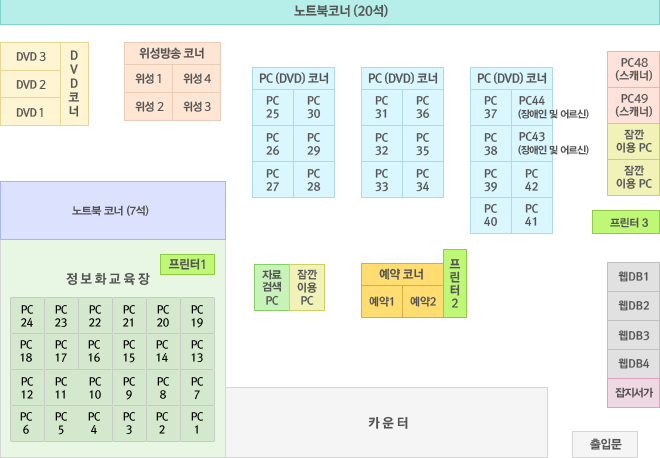 노트북코너 (20석)
DVD 3
DVD 2
DVD 1
D
V
D
코
너
위성방송 코너
위성 1 위성 4
위성 2 위성 3
PC (DVD) 코너
PC 25 PC 30
PC 26 PC 29
PC 27 PC 28
PC (DVD) 코너
PC 31 PC 36
PC 32 PC 35
PC 33 PC 34
PC (DVD) 코너
PC 37 PC44 (장애인 및 어르신)
PC 38 PC43 (장애인 및 어르신)
PC 39 PC 42
PC 40 PC 41
PC48
(스캐너)
PC49
(스캐너)
잠깐
이용 PC
잠깐
이용 PC
프린터 3
노트북 코너 (7석)
프린터1
정보화교육장
PC 24 PC 23 PC 22 PC 21 PC 20 PC 19
PC 18 PC 17 PC 16 PC 15 PC 14 PC 13
PC 12 PC 11 PC 10 PC 9 PC 8 PC 7
PC 6 PC 5 PC 4 PC 3 PC 2 PC 1
자료
검색
PC
잠깐
이용
PC
예약 코너
예약1 예약2
프
린
터
2
웹DB1
웹DB2
웹DB3
웹DB4
잡지서가
카운터
출입문